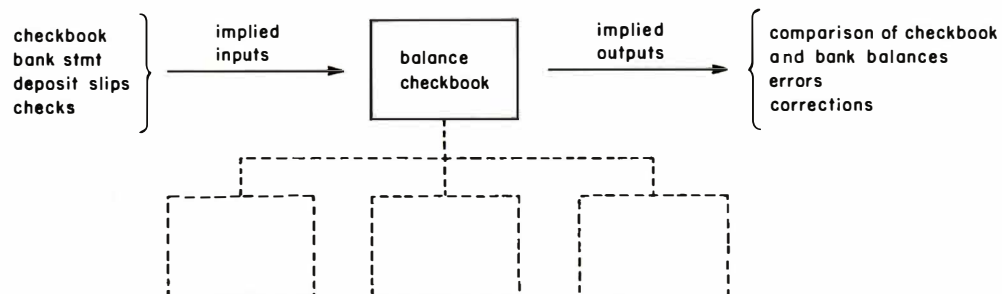 checkbook
bank stmt
deposit slips
checks
implied
inputs
balance
checkbook
implied
outputs
comparison of checkbook
and bank balances
errors
corrections